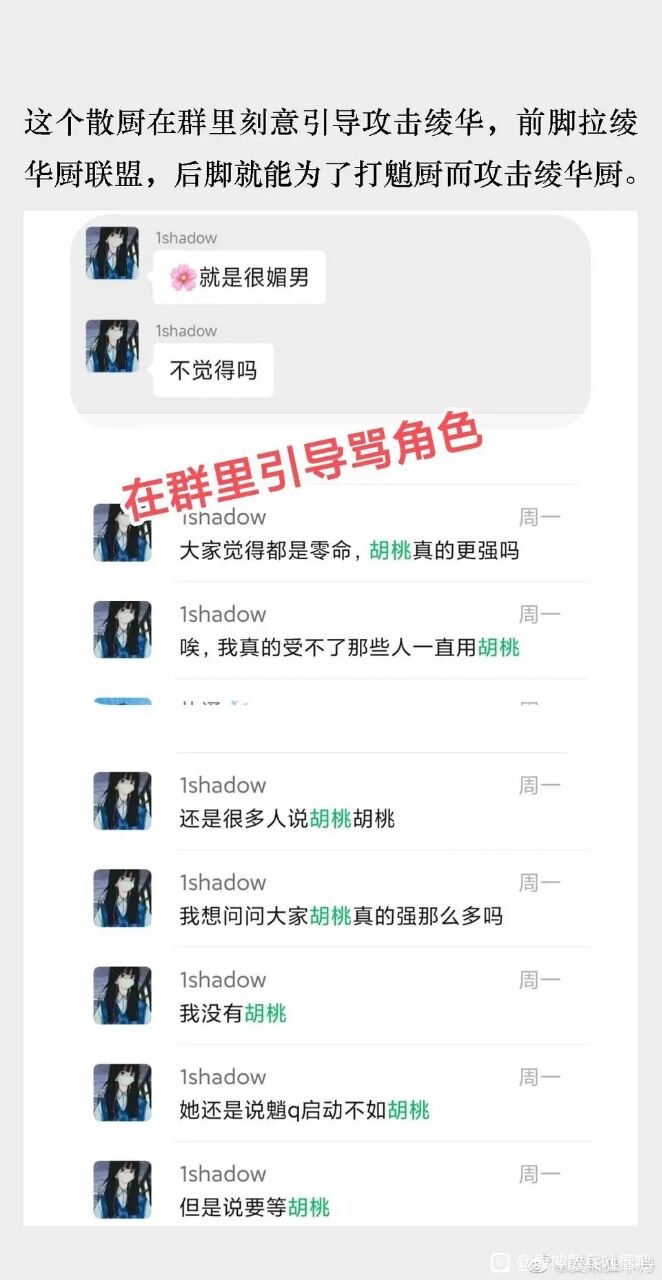 这个散厨在群里刻意引导攻击绫华，前脚拉绫
华厨联盟，后脚就能为了打魈厨而攻击绫华厨。
1shadow
🌸就是很媚男
1shadow
不觉得吗
在群里引导骂角色
1shadow
周一
大家觉得都是零命，胡桃真的更强吗
1shadow
周一
唉，我真的受不了那些人一直用胡桃
1shadow
周一
还是很多人说胡桃胡桃
1shadow
周一
我想问问大家胡桃真的强那么多吗
1shadow
周一
我没有胡桃
1shadow
周一
她还是说魈q启动不如胡桃
1shadow
周一
但是说要等胡桃